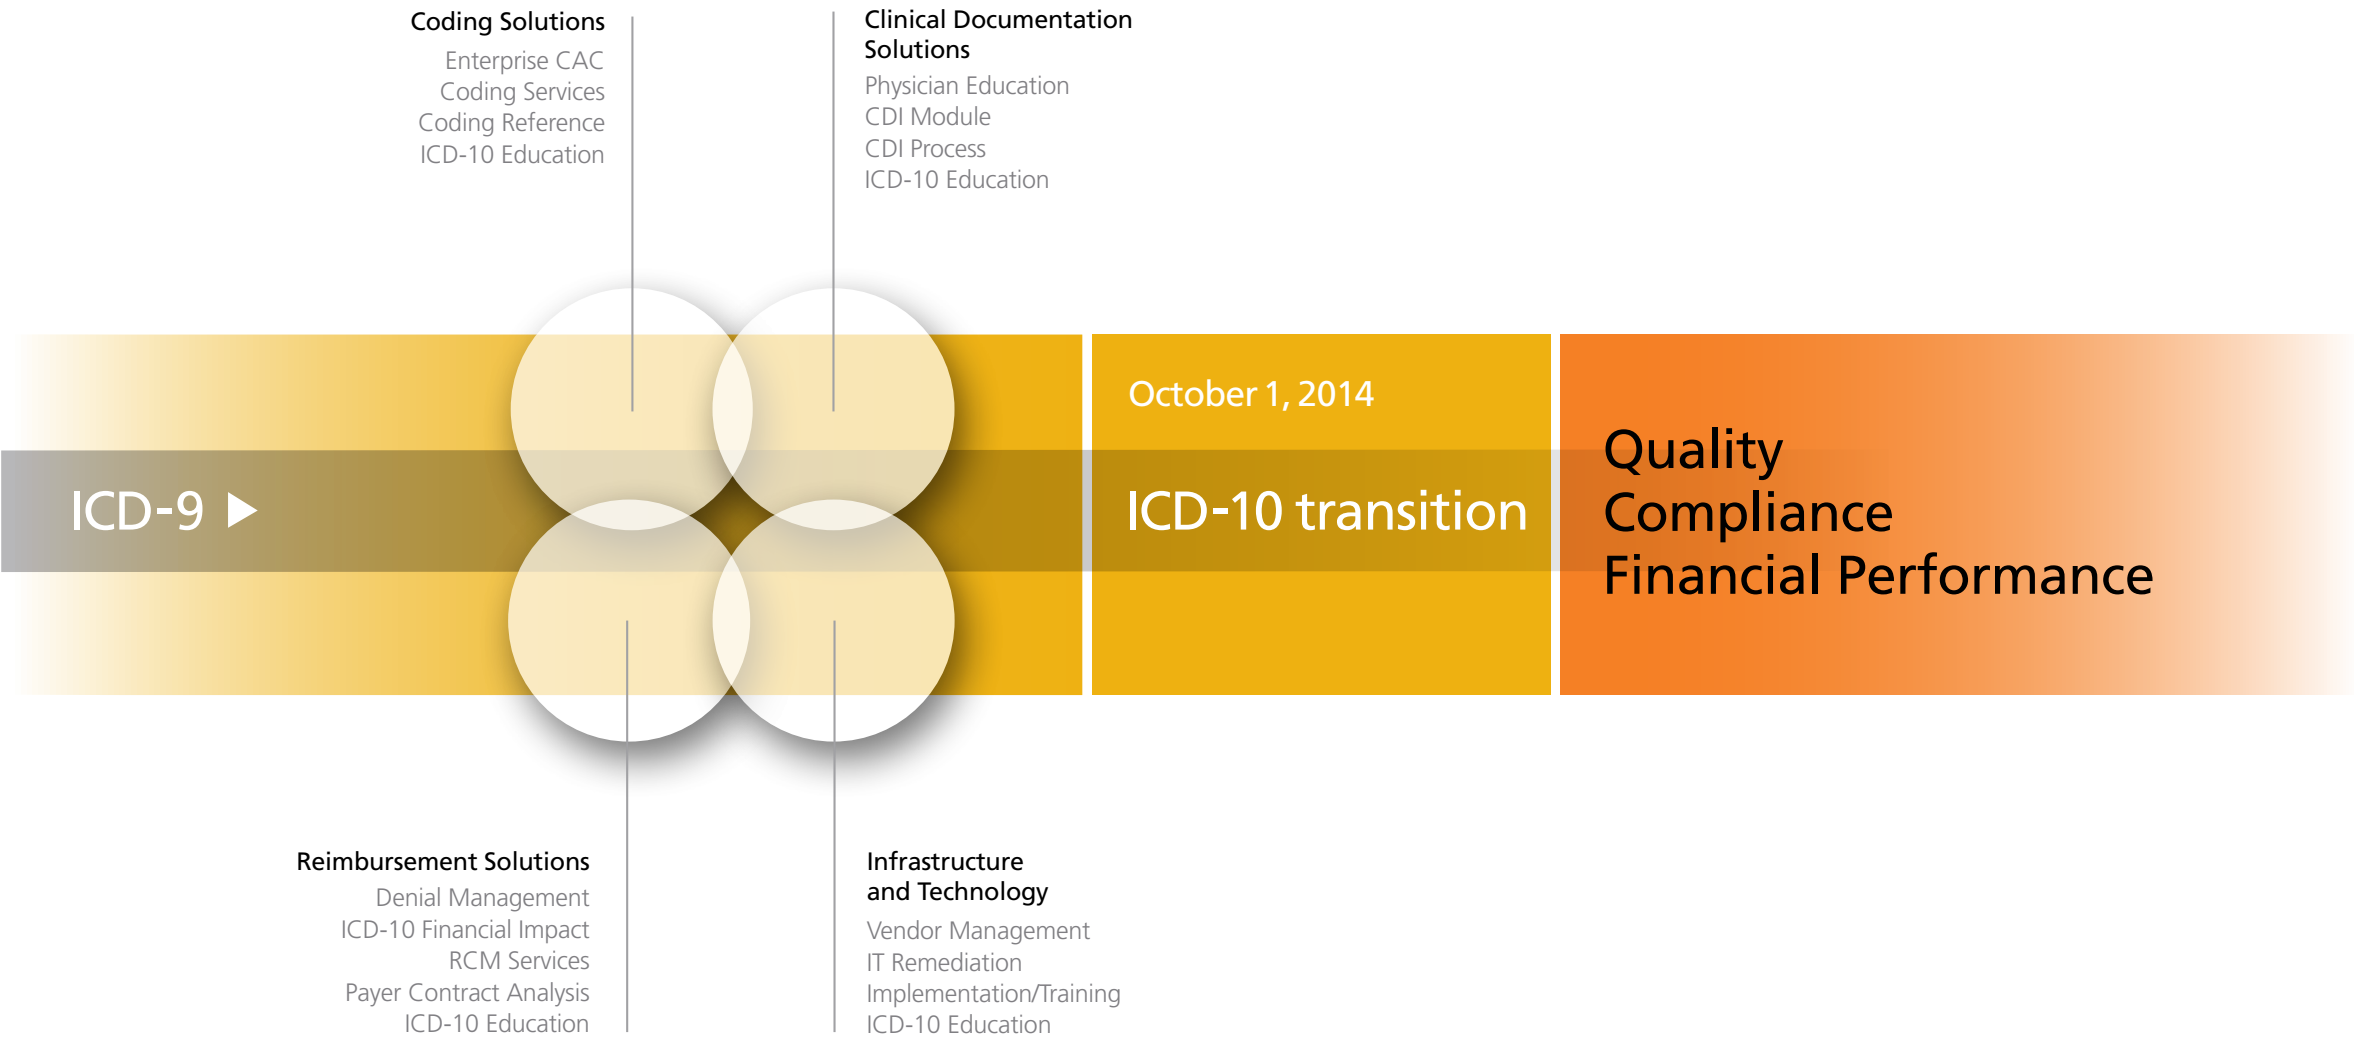 Coding Solutions
Enterprise CAC
Coding Services
Coding Reference
ICD-10 Education
Clinical Documentation
Solutions
Physician Education
CDI Module
CDI Process
ICD-10 Education
ICD-9
October 1, 2014
ICD-10 transition
Quality
Compliance
Financial Performance
Reimbursement Solutions
Denial Management
ICD-10 Financial Impact
RCM Services
Payer Contract Analysis
ICD-10 Education
Infrastructure
and Technology
Vendor Management
IT Remediation
Implementation/Training
ICD-10 Education